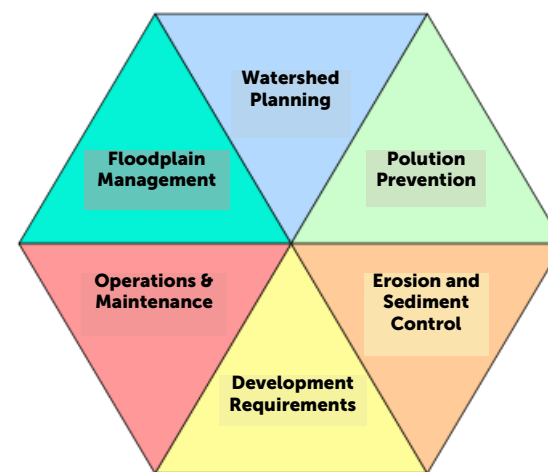 Watershed
Planning
Floodplain
Management
Polution
Prevention
Operations &
Maintenance
Erosion and
Sediment
Control
Development
Requirements